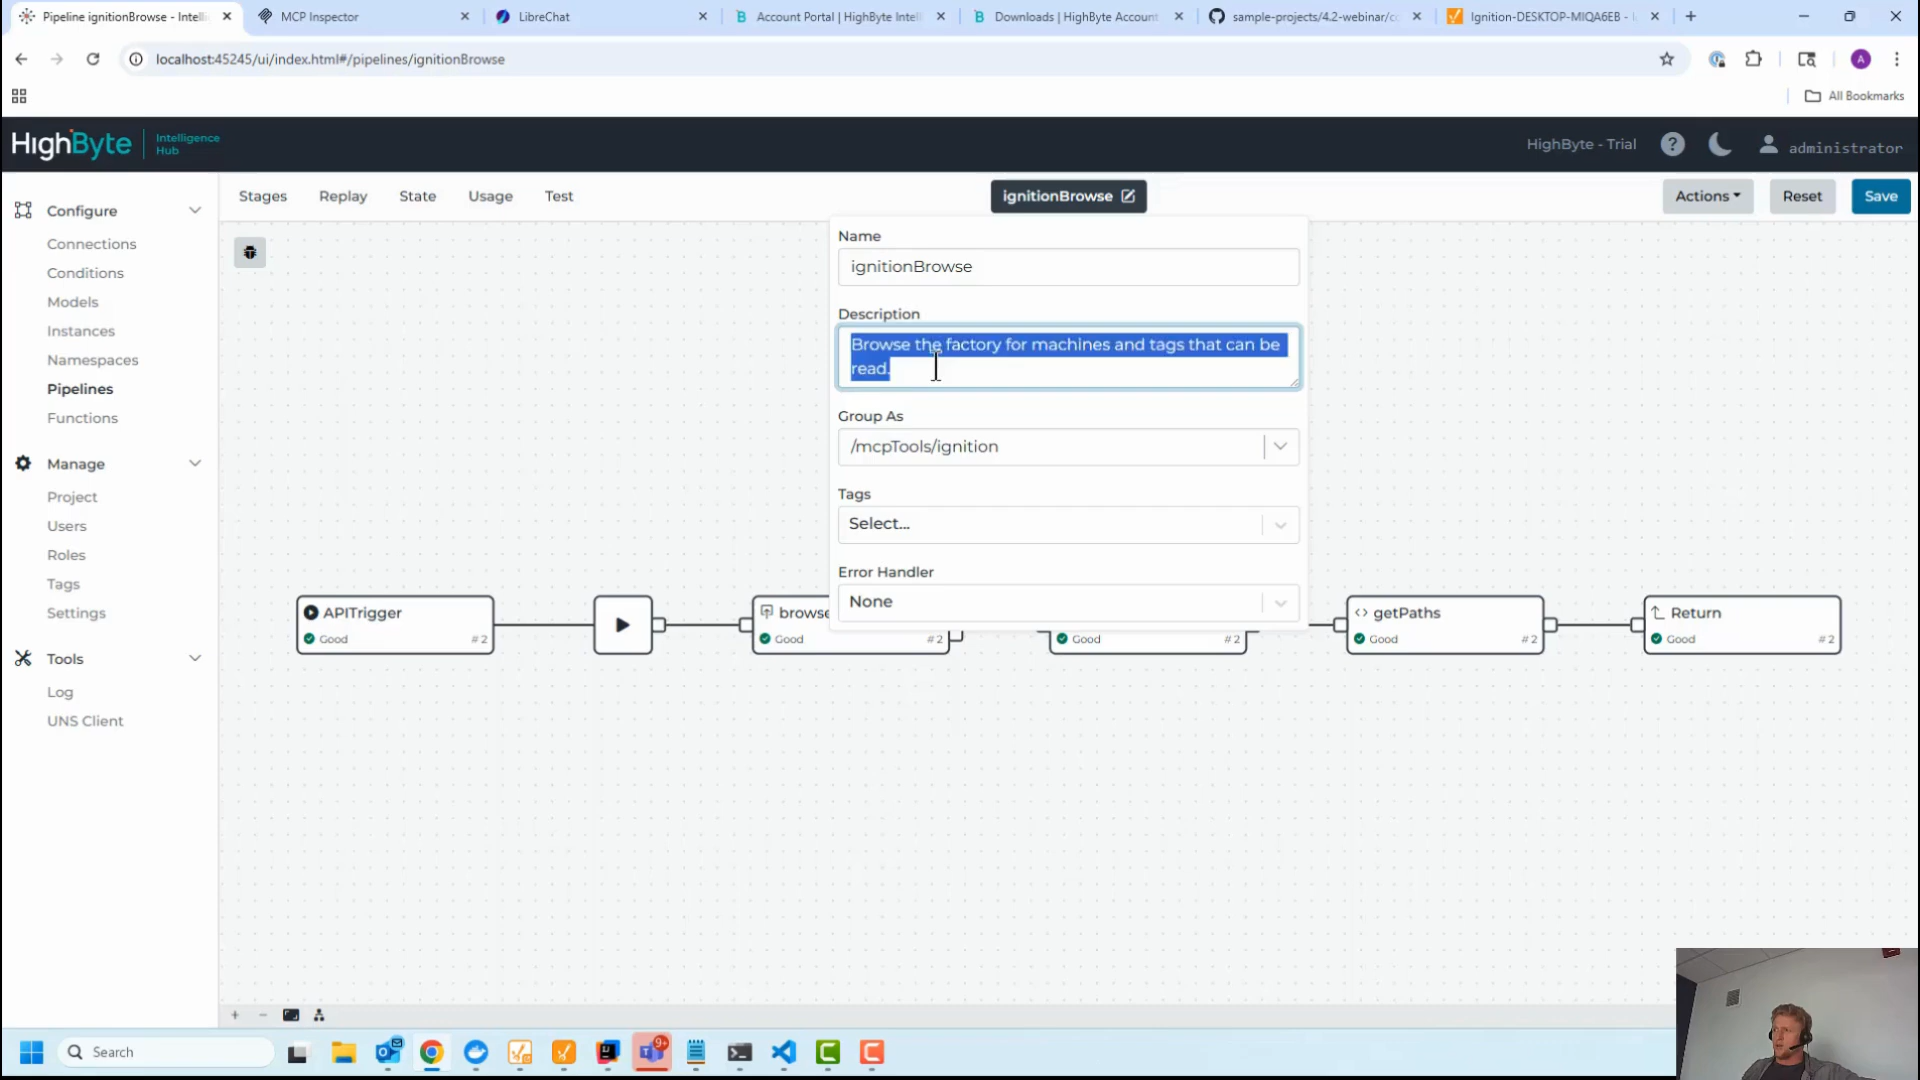 Pipeline ignitionBrowse - Intelli
MCP Inspector
LibreChat
Account Portal | HighByte Intell
Downloads | HighByte Account
sample-projects/4.2-webinar/co
Ignition-DESKTOP-MIQA6EB -
localhost:45245/ui/index.html#/pipelines/ignitionBrowse
A
All Bookmarks
HighByte
Intelligence
Hub
HighByte - Trial
?
administrator
Configure
Connections
Conditions
Models
Instances
Namespaces
Pipelines
Functions
Manage
Project
Users
Roles
Tags
Settings
Tools
Log
UNS Client
Stages
Replay
State
Usage
Test
ignitionBrowse
Actions
Reset
Save
Name
ignitionBrowse
Description
Browse the factory for machines and tags that can be
read.
Group As
/mcpTools/ignition
Tags
Select...
Error Handler
None
APITrigger
Good
#2
browse
Good
#2
Good
#2
getPaths
Good
#2
Return
Good
#2
Search
9+